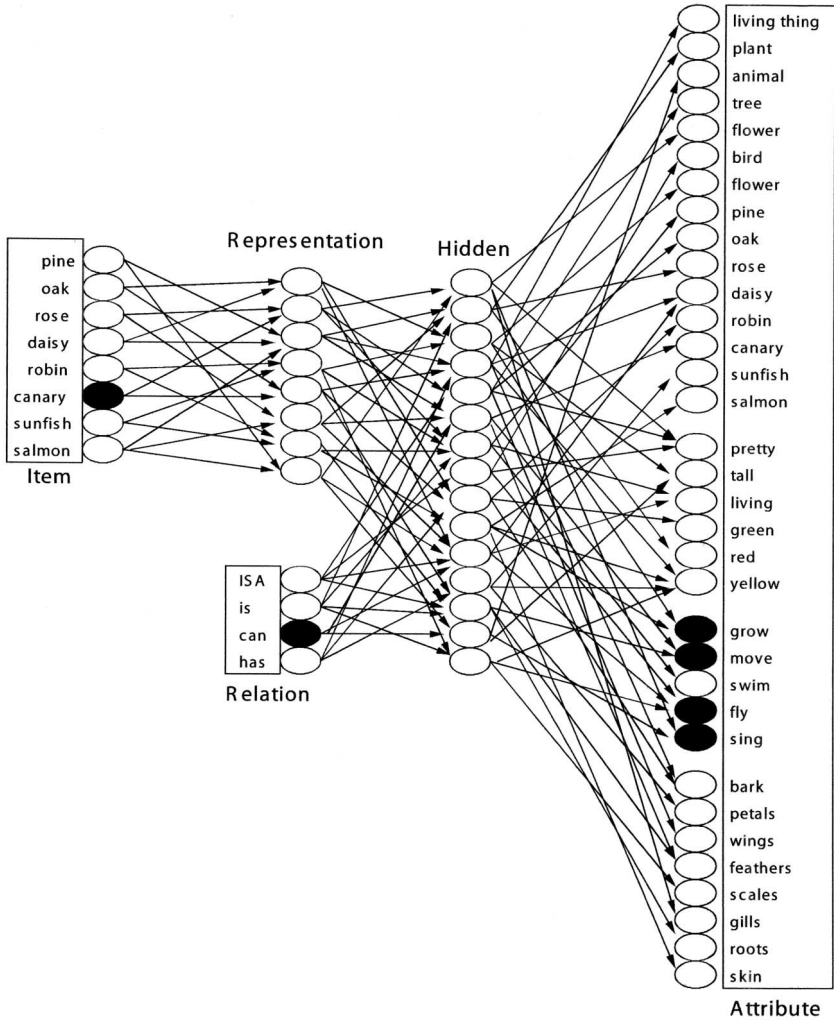 Item
pine
oak
rose
daisy
robin
canary
sunfish
salmon
Representation
Relation
ISA
is
can
has
Hidden
living thing
plant
animal
tree
flower
bird
flower
pine
oak
rose
daisy
robin
canary
sunfish
salmon
pretty
tall
living
green
red
yellow
grow
move
swim
fly
sing
bark
petals
wings
feathers
scales
gills
roots
skin
Attribute